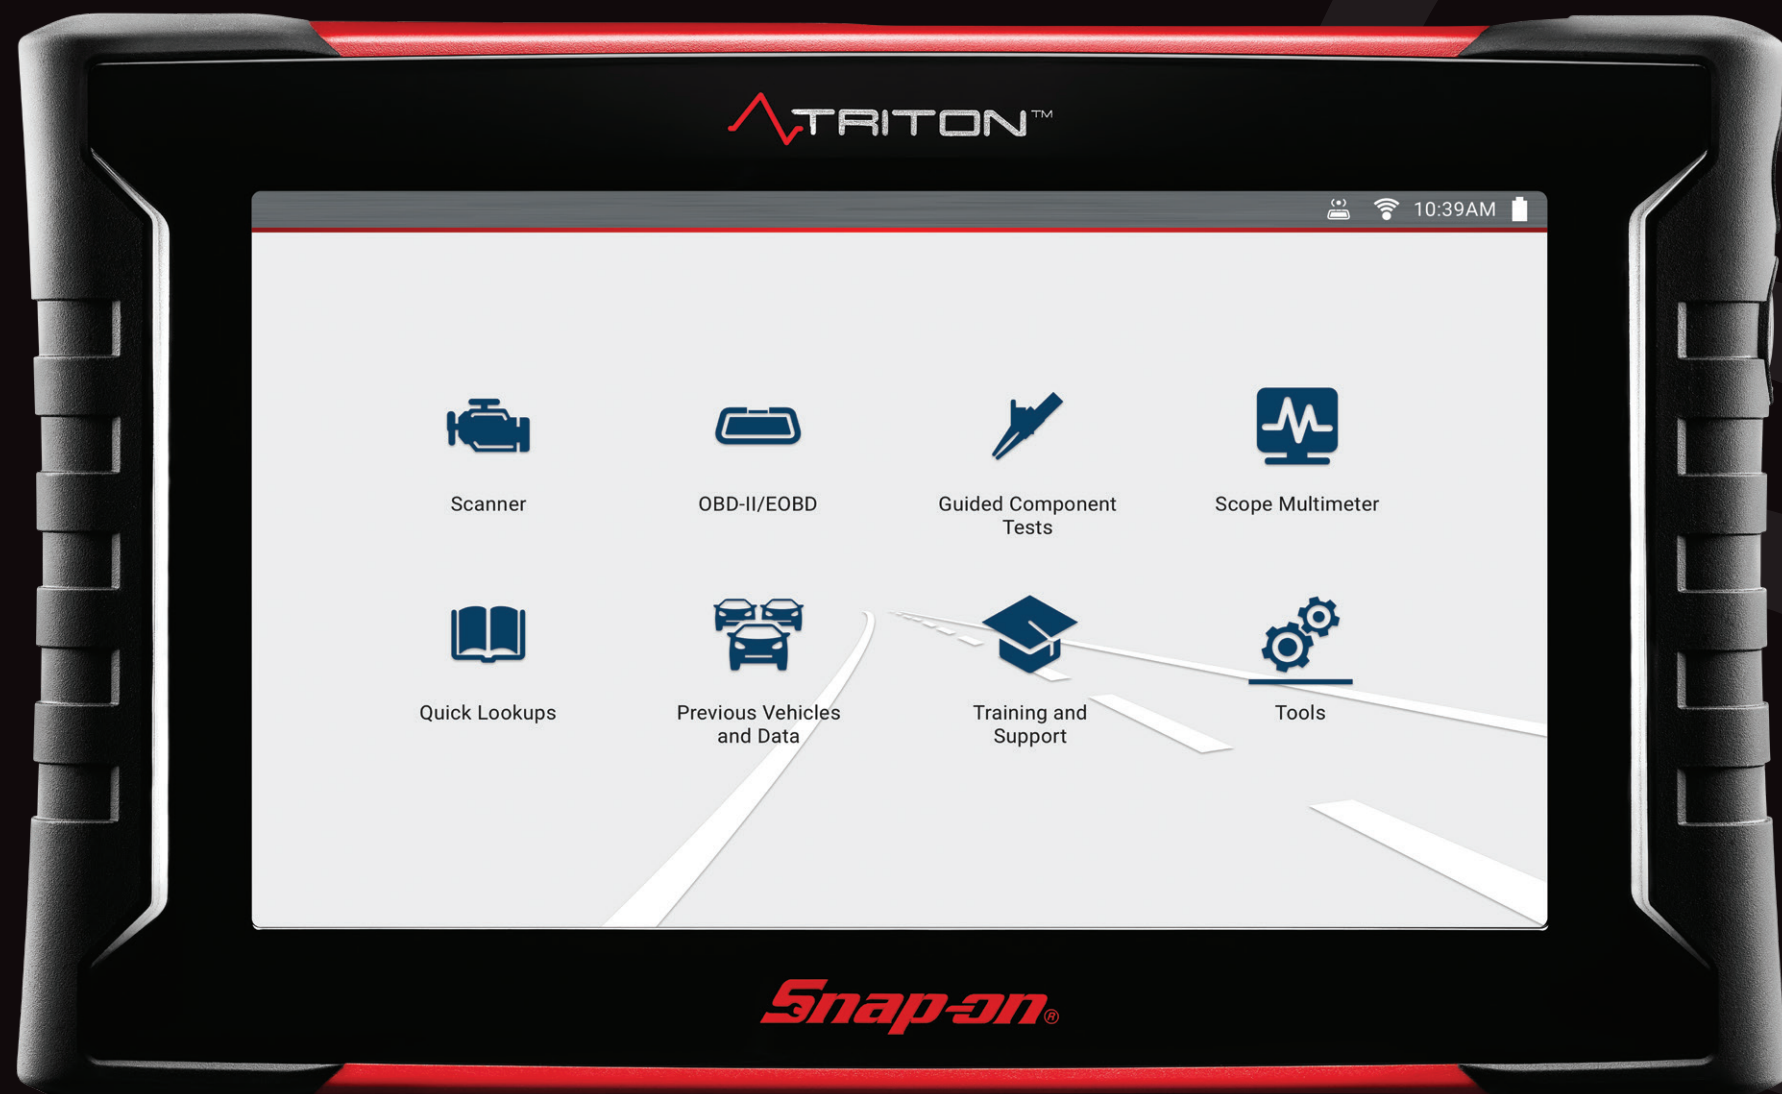 TRITON™
10:39AM
Scanner
OBD-II/EOBD
Guided Component
Tests
Scope Multimeter
Quick Lookups
Previous Vehicles
and Data
Training and
Support
Tools
Snap-on®